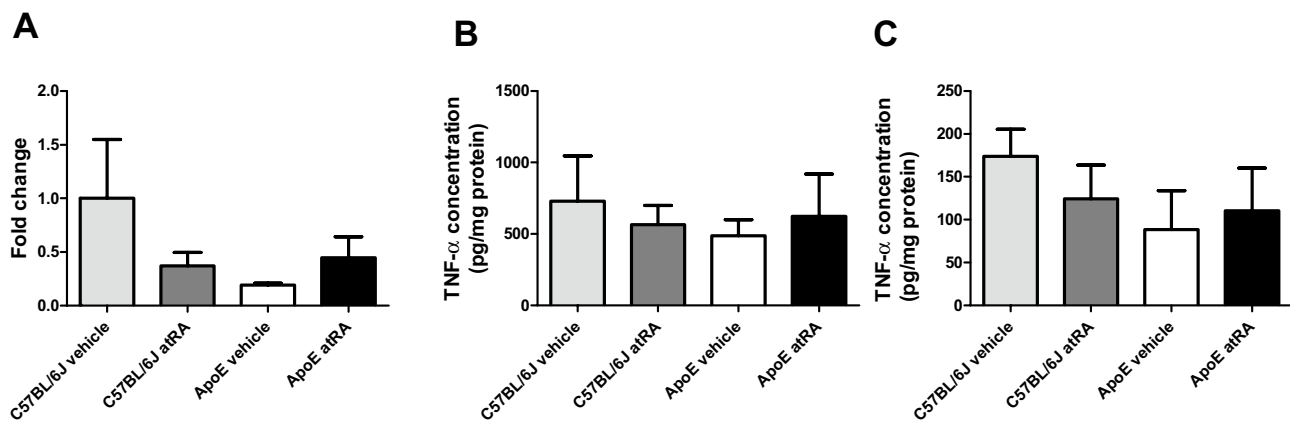 A
Fold change
2.0
1.5
1.0
0.5
0.0
C57BL/6J vehicle
C57BL/6J atRA
ApoE vehicle
ApoE atRA
B
TNF-α concentration
(pg/mg protein)
1500
1000
500
0
C57BL/6J vehicle
C57BL/6J atRA
ApoE vehicle
ApoE atRA
C
TNF-α concentration
(pg/mg protein)
250
200
150
100
50
0
C57BL/6J vehicle
C57BL/6J atRA
ApoE vehicle
ApoE atRA